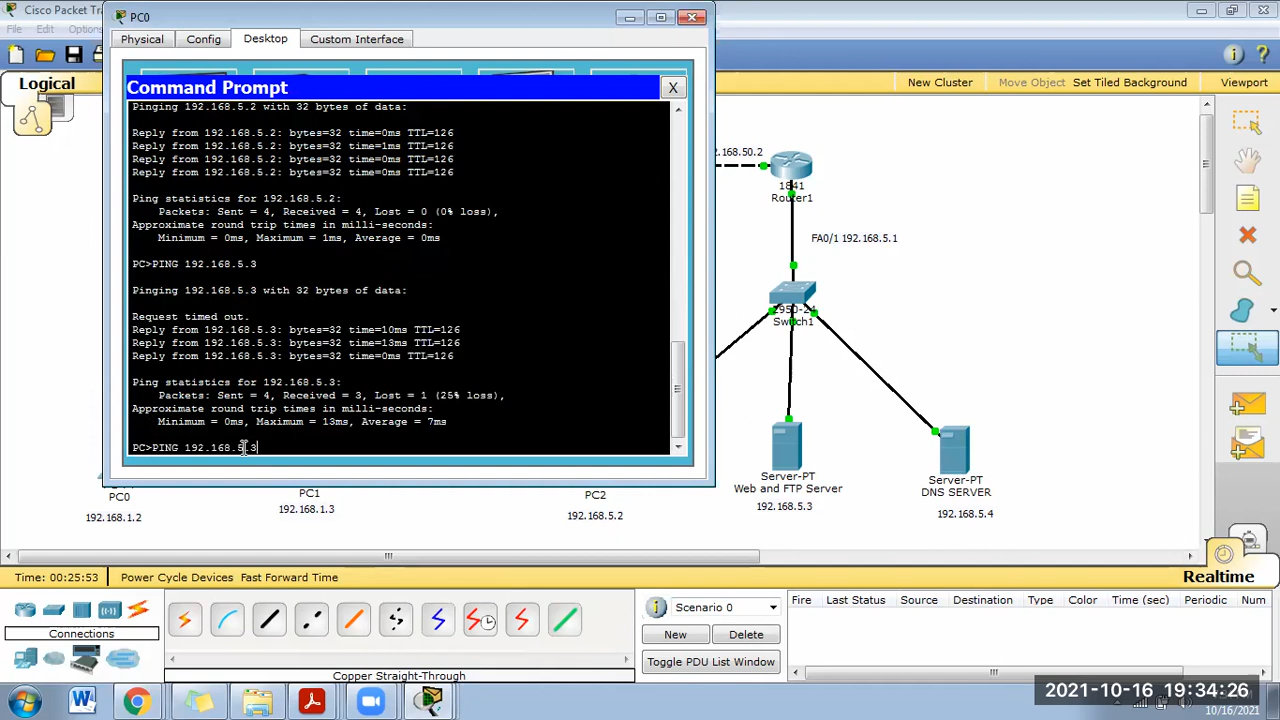 Cisco Packet Tra
PC0
File Edit Options
Physical Config Desktop Custom Interface
Logical
New Cluster Move Object Set Tiled Background Viewport
Command Prompt
X
Pinging 192.168.5.2 with 32 bytes of data:
Reply from 192.168.5.2: bytes=32 time=0ms TTL=126
Reply from 192.168.5.2: bytes=32 time=1ms TTL=126
Reply from 192.168.5.2: bytes=32 time=0ms TTL=126
Reply from 192.168.5.2: bytes=32 time=0ms TTL=126
Ping statistics for 192.168.5.2:
Packets: Sent = 4, Received = 4, Lost = 0 (0% loss),
Approximate round trip times in milli-seconds:
Minimum = 0ms, Maximum = 1ms, Average = 0ms
PC>PING 192.168.5.3
Pinging 192.168.5.3 with 32 bytes of data:
Request timed out.
Reply from 192.168.5.3: bytes=32 time=10ms TTL=126
Reply from 192.168.5.3: bytes=32 time=13ms TTL=126
Reply from 192.168.5.3: bytes=32 time=0ms TTL=126
Ping statistics for 192.168.5.3:
Packets: Sent = 4, Received = 3, Lost = 1 (25% loss),
Approximate round trip times in milli-seconds:
Minimum = 0ms, Maximum = 13ms, Average = 7ms
PC>PING 192.168.5.3
.168.50.2
1841
Router1
FA0/1 192.168.5.1
2950-24
Switch1
PC0
192.168.1.2
PC1
192.168.1.3
PC2
192.168.5.2
Server-PT
Web and FTP Server
192.168.5.3
Server-PT
DNS SERVER
192.168.5.4
Time: 00:25:53 Power Cycle Devices Fast Forward Time
Realtime
Connections
Copper Straight-Through
Scenario 0
New Delete
Toggle PDU List Window
Fire Last Status Source Destination Type Color Time (sec) Periodic Num
2021-10-16 19:34:26
10/16/2021